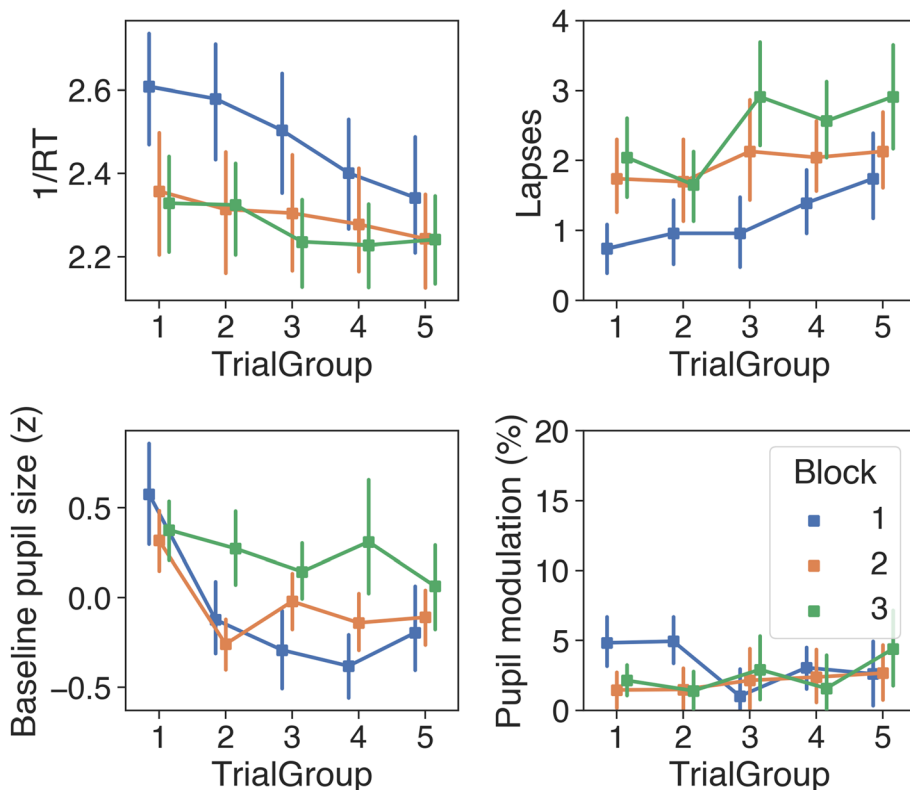 1/RT
2.6
2.4
2.2
1 2 3 4 5
TrialGroup
Lapses
4
3
2
1
0
1 2 3 4 5
TrialGroup
Baseline pupil size (z)
0.5
0.0
−0.5
1 2 3 4 5
TrialGroup
Pupil modulation (%)
20
15
10
5
0
Block
1
2
3
1 2 3 4 5
TrialGroup